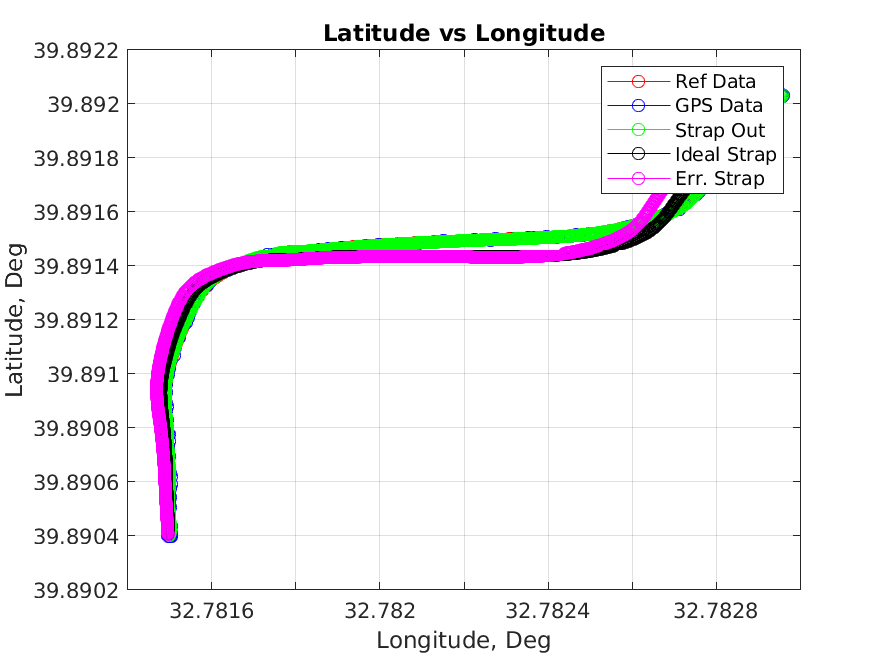 Latitude vs Longitude
39.8922
39.892
39.8918
39.8916
39.8914
39.8912
39.891
39.8908
39.8906
39.8904
39.8902
Latitude, Deg
Ref Data
GPS Data
Strap Out
Ideal Strap
Err. Strap
32.7816 32.782 32.7824 32.7828
Longitude, Deg